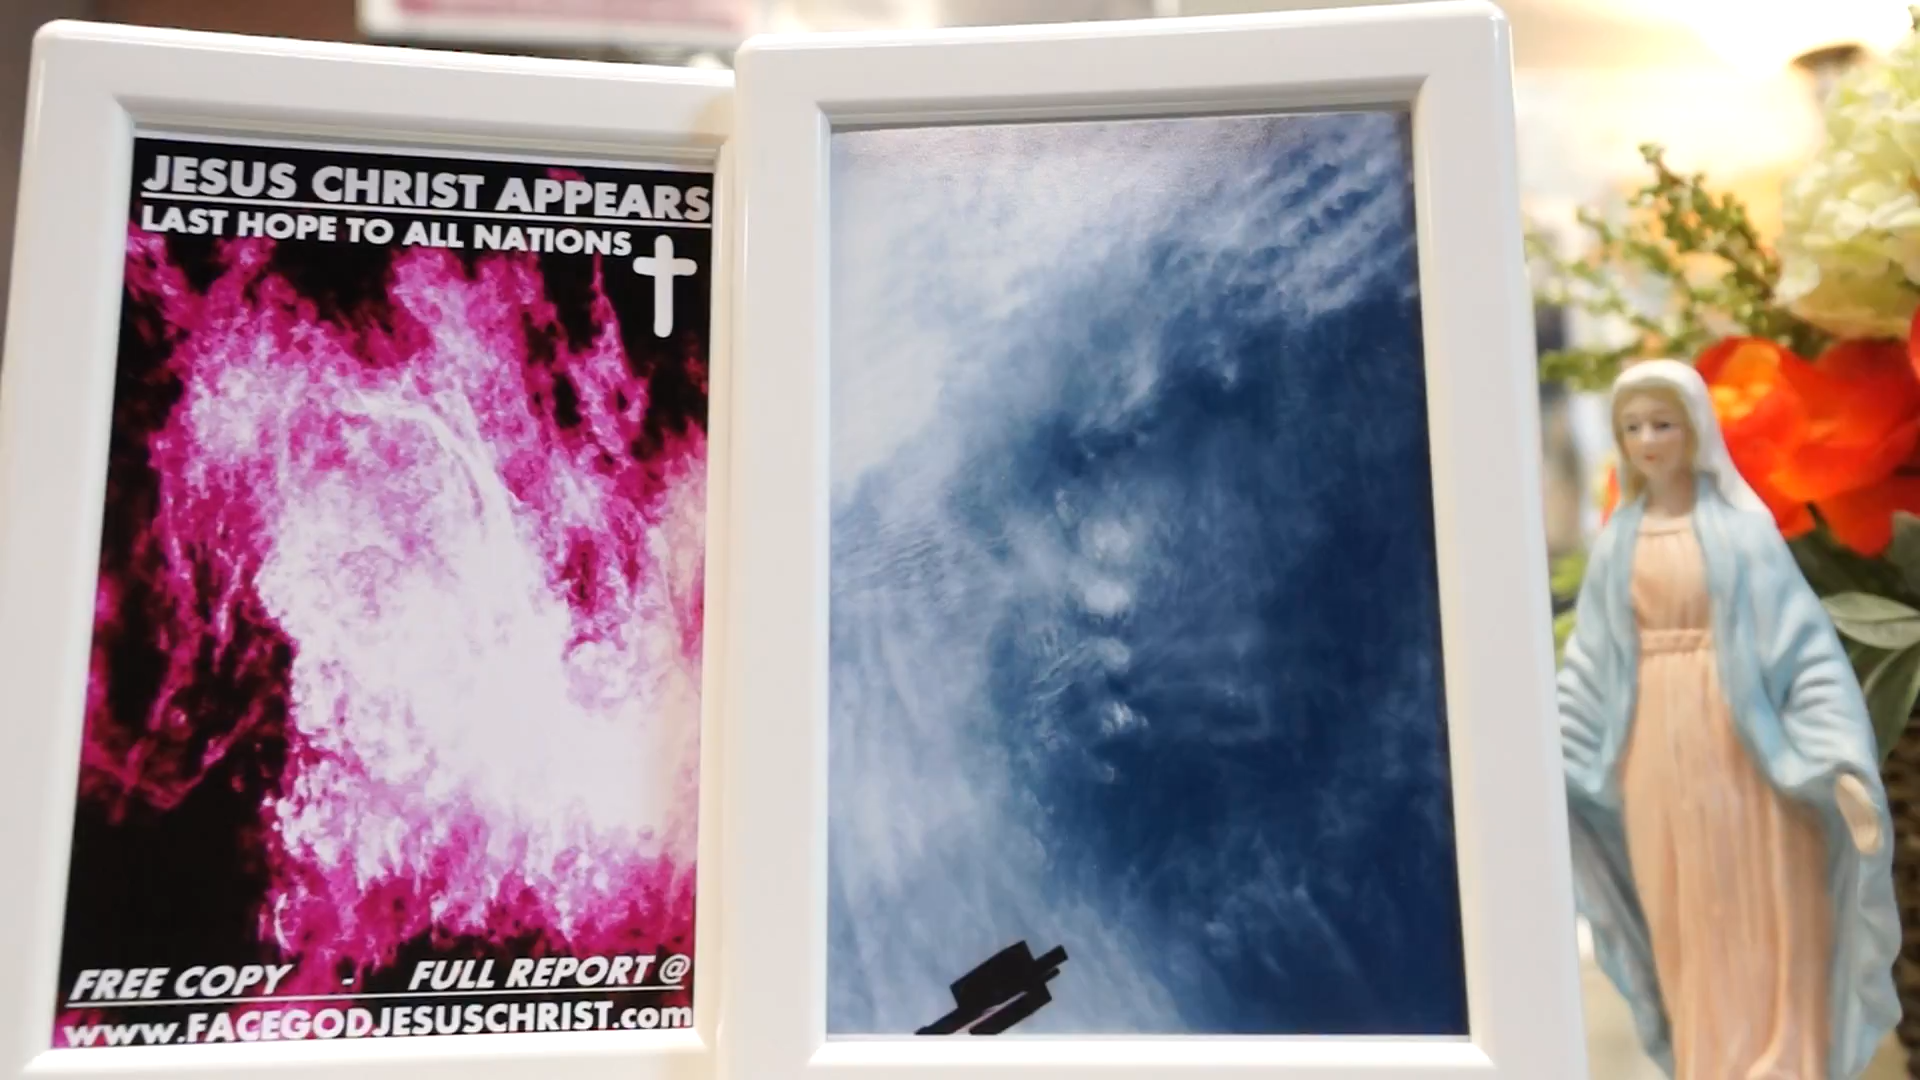 JESUS CHRIST APPEARS
LAST HOPE TO ALL NATIONS
FREE COPY - FULL REPORT @
www.FACEGODJESUSCHRIST.com